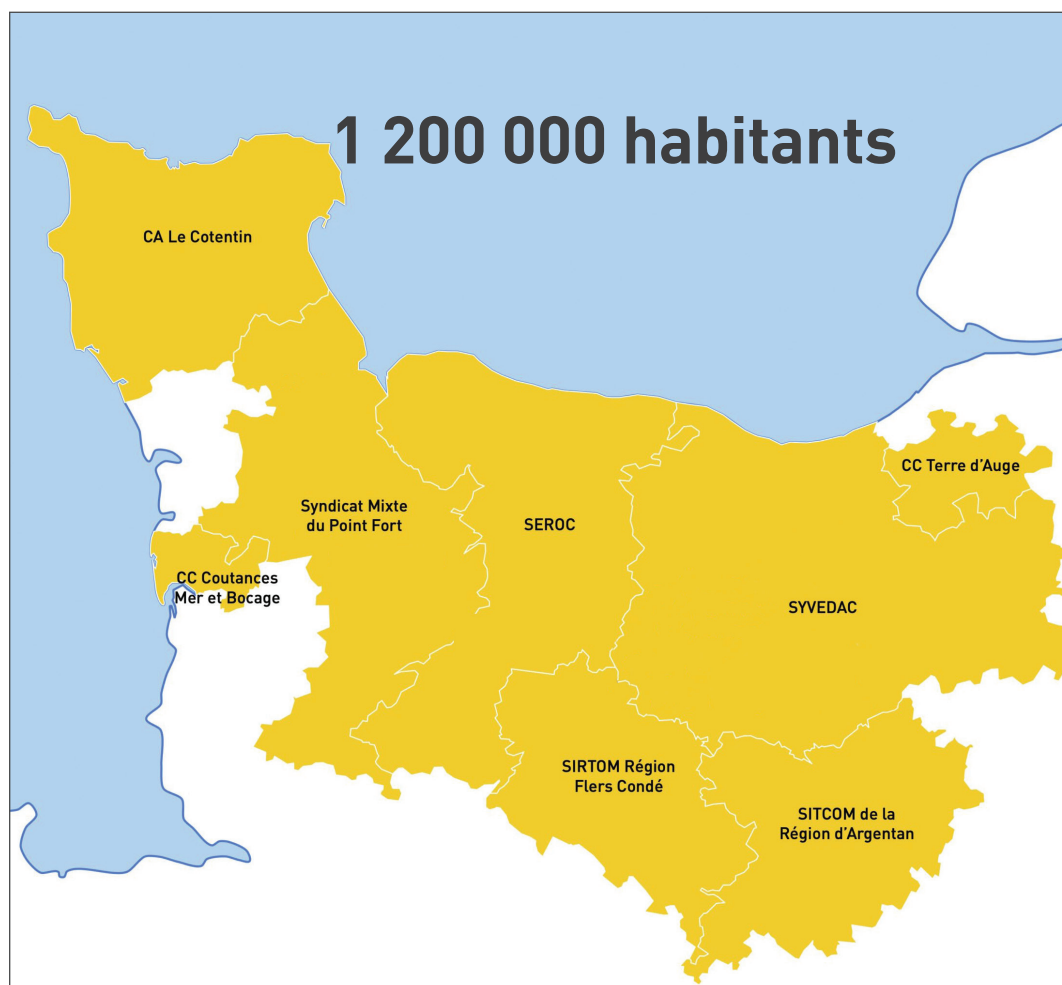 1 200 000 habitants
CA Le Cotentin
CC Terre d'Auge
Syndicat Mixte
du Point Fort
SEROC
CC Coutances
Mer et Bocage
SYVEDAC
SIRTOM Région
Flers Condé
SITCOM de la
Région d'Argentan